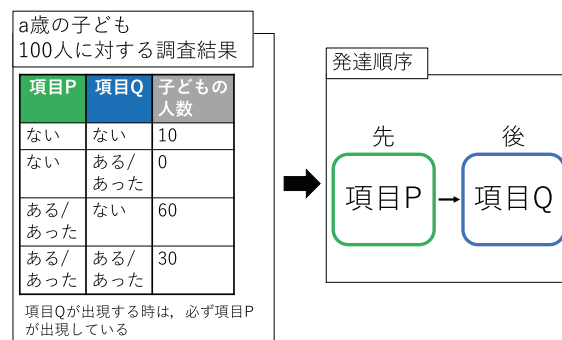 a歳の子ども
100人に対する調査結果
項目P 項目Q 子どもの
人数
ない ない 10
ない ある/
あった 0
ある/
あった ない 60
ある/
あった ある/
あった 30
項目Qが出現する時は，必ず項目P
が出現している
発達順序
先 後
項目P 項目Q